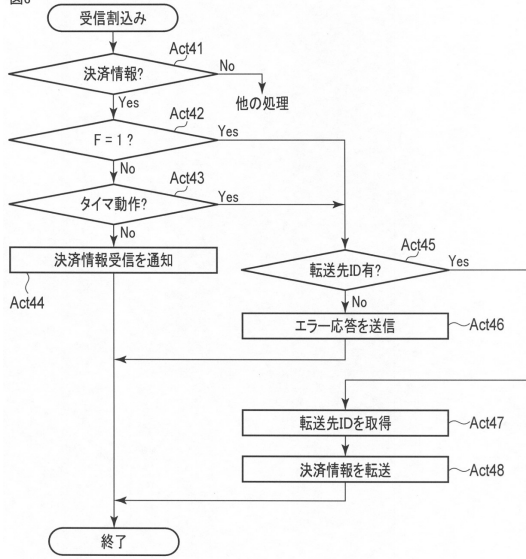 受信割込み
Act41
決済情報?
No
Yes
他の処理
Act42
F = 1 ?
Yes
No
Act43
タイマ動作?
Yes
No
決済情報受信を通知
Act44
Act45
転送先ID有?
Yes
No
エラー応答を送信
Act46
転送先IDを取得
Act47
決済情報を転送
Act48
終了